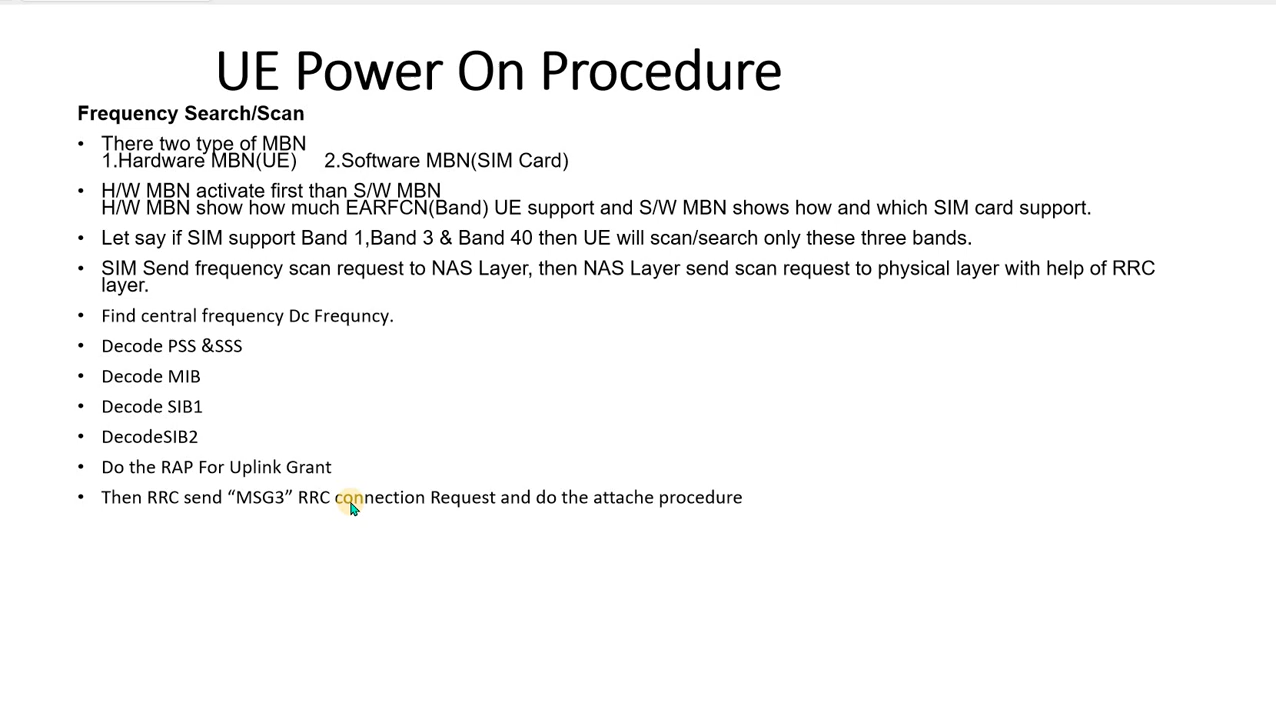 UE Power On Procedure
Frequency Search/Scan
• There two type of MBN
1.Hardware MBN(UE) 2.Software MBN(SIM Card)
• H/W MBN activate first than S/W MBN
H/W MBN show how much EARFCN(Band) UE support and S/W MBN shows how and which SIM card support.
• Let say if SIM support Band 1,Band 3 & Band 40 then UE will scan/search only these three bands.
• SIM Send frequency scan request to NAS Layer, then NAS Layer send scan request to physical layer with help of RRC
layer.
• Find central frequency Dc Frequncy.
• Decode PSS &SSS
• Decode MIB
• Decode SIB1
• DecodeSIB2
• Do the RAP For Uplink Grant
• Then RRC send “MSG3” RRC connection Request and do the attache procedure